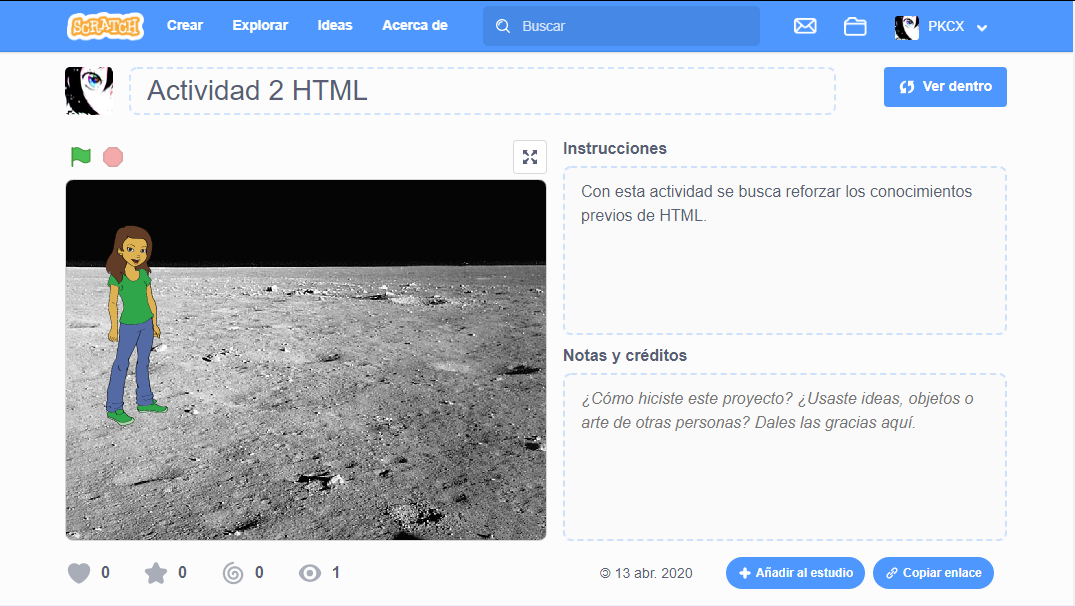 SCRATCH Crear Explorar Ideas Acerca de Buscar PKCX
Actividad 2 HTML
Ver dentro
Instrucciones
Con esta actividad se busca reforzar los conocimientos
previos de HTML.
Notas y créditos
¿Cómo hiciste este proyecto? ¿Usaste ideas, objetos o
arte de otras personas? Dales las gracias aquí.
0 0 0 1 © 13 abr. 2020 Añadir al estudio Copiar enlace